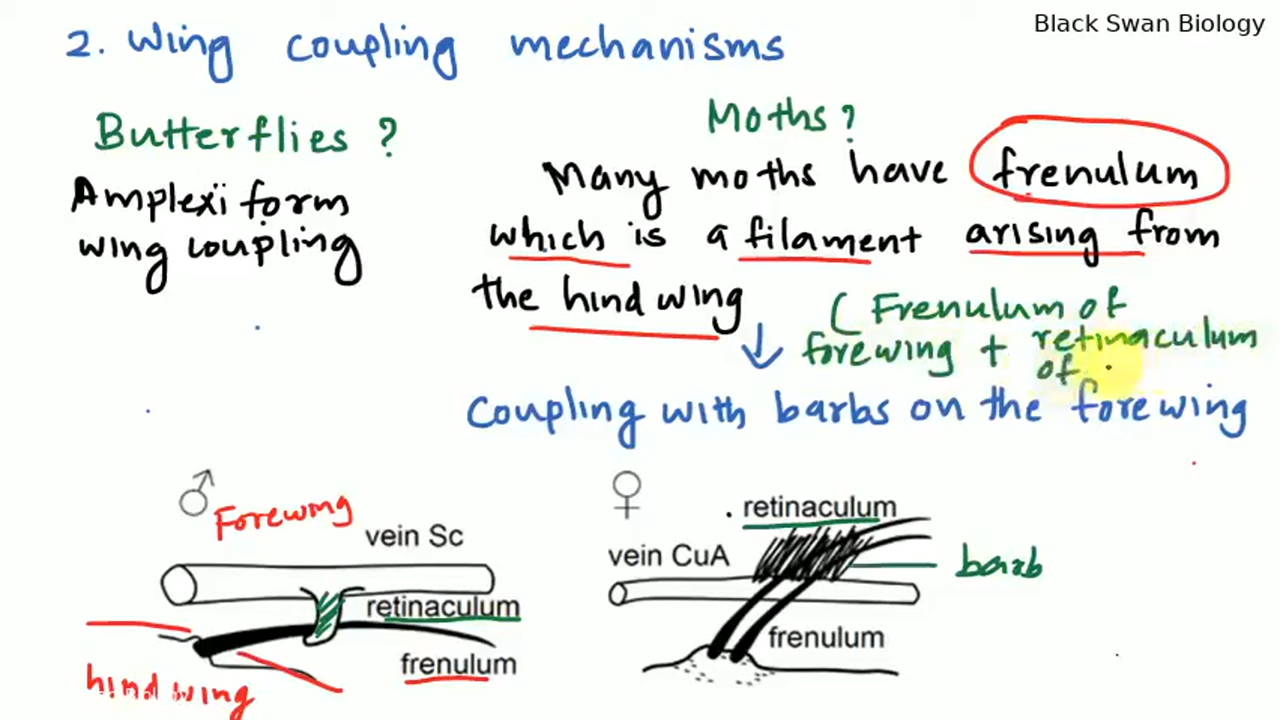 Black Swan Biology
2. Wing coupling mechanisms
Butterflies ?
Amplexi form
wing coupling
Moths ?
Many moths have frenulum
which is a filament arising from
the hind wing
( Frenulum of
forewing + retinaculum
of
Coupling with barbs on the forewing
♂
Forewing
vein Sc
retinaculum
frenulum
hind wing
♀
retinaculum
vein CuA
barb
frenulum